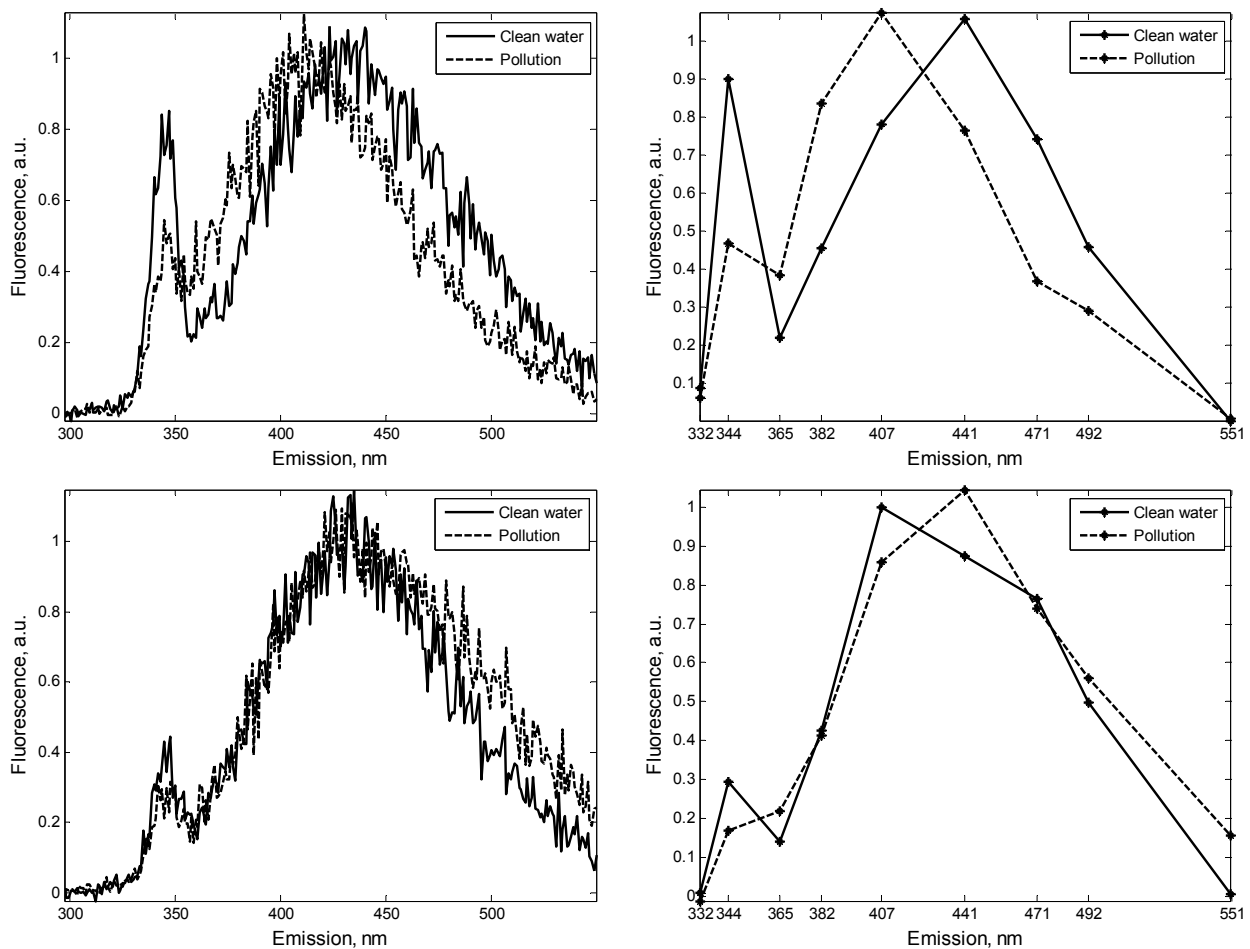 Fluorescence, a.u.
1
0.8
0.6
0.4
0.2
0
300 350 400 450 500
Emission, nm
Clean water
Pollution
Fluorescence, a.u.
1
0.9
0.8
0.7
0.6
0.5
0.4
0.3
0.2
0.1
332 344 365 382 407 441 471 492 551
Emission, nm
Clean water
Pollution
Fluorescence, a.u.
1
0.8
0.6
0.4
0.2
0
300 350 400 450 500
Emission, nm
Clean water
Pollution
Fluorescence, a.u.
1
0.9
0.8
0.7
0.6
0.5
0.4
0.3
0.2
0.1
0
332 344 365 382 407 441 471 492 551
Emission, nm
Clean water
Pollution